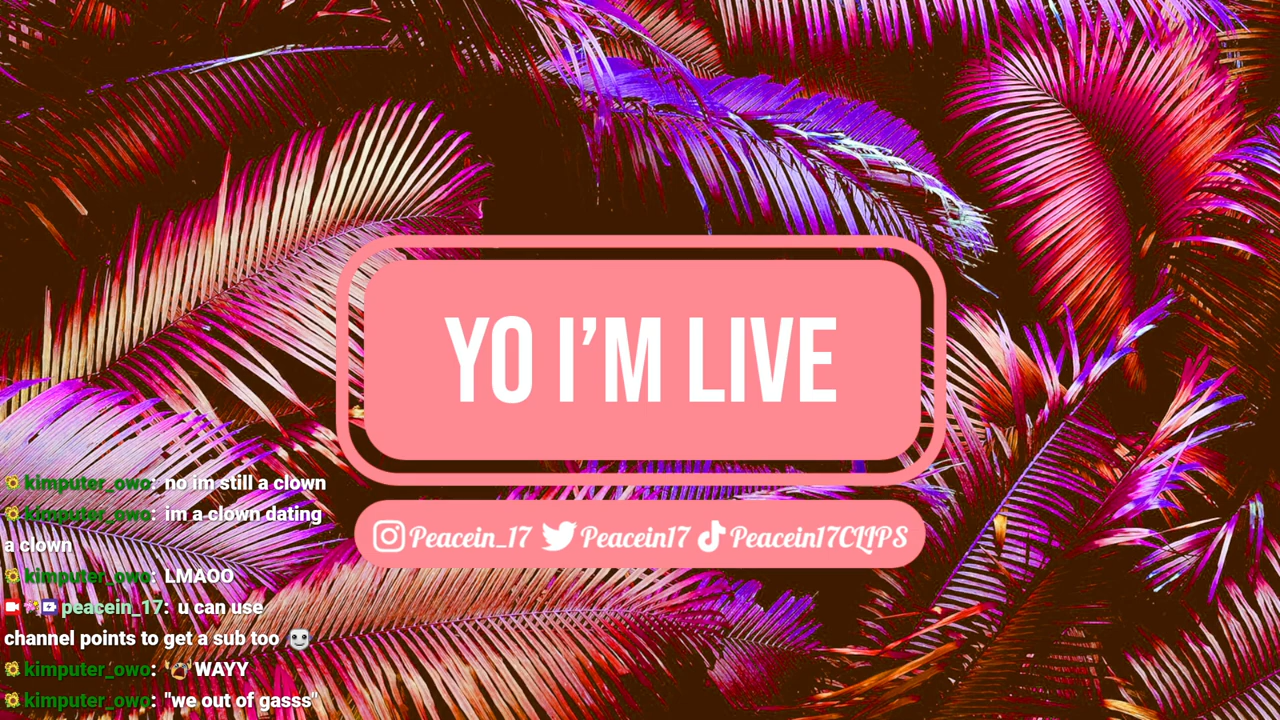 YO I'M LIVE
Peacein_17 Peacein17 Peacein17CLIPS
kimputer_owo: no im still a clown
kimputer_owo: im a clown dating
a clown
kimputer_owo: LMAOO
peacein_17: u can use
channel points to get a sub too
kimputer_owo: WAYY
kimputer_owo: "we out of gasss"